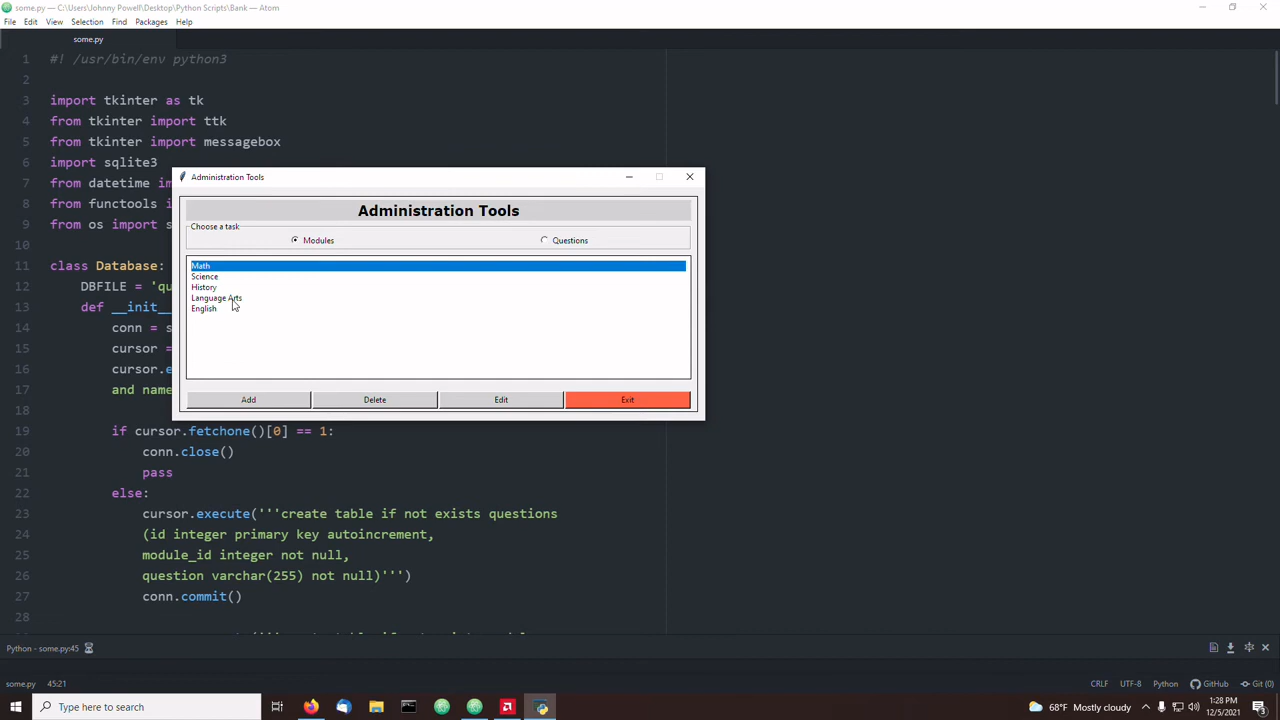 some.py — C:\Users\Johnny Powell\Desktop\Python Scripts\Bank — Atom
File Edit View Selection Find Packages Help
some.py
1 #! /usr/bin/env python3
2
3 import tkinter as tk
4 from tkinter import ttk
5 from tkinter import messagebox
6 import sqlite3
7 from datetime im
8 from functools i
9 from os import s
10
11 class Database:
12 DBFILE = 'qu
13 def __init__
14 conn = s
15 cursor =
16 cursor.e
17 and name
18
19 if cursor.fetchone()[0] == 1:
20 conn.close()
21 pass
22 else:
23 cursor.execute('''create table if not exists questions
24 (id integer primary key autoincrement,
25 module_id integer not null,
26 question varchar(255) not null)''')
27 conn.commit()
28
Administration Tools
Administration Tools
Choose a task
Modules Questions
Math
Science
History
Language Arts
English
Add Delete Edit Exit
Python - some.py:45
some.py 45:21 CRLF UTF-8 Python GitHub Git (0)
Type here to search 68°F Mostly cloudy 1:28 PM
12/5/2021 3